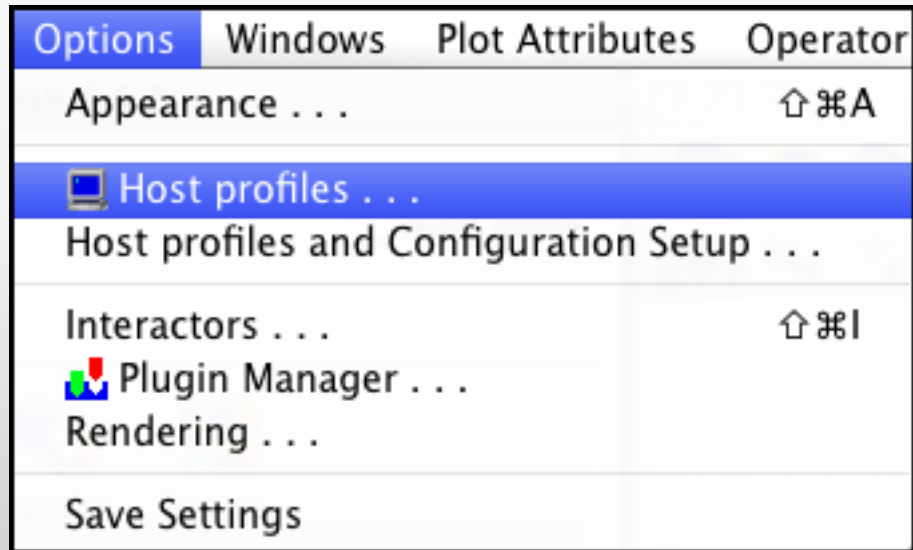 Options Windows Plot Attributes Operator
Appearance . . . ⇧⌘A
Host profiles . . .
Host profiles and Configuration Setup . . .
Interactors . . . ⇧⌘I
Plugin Manager . . .
Rendering . . .
Save Settings